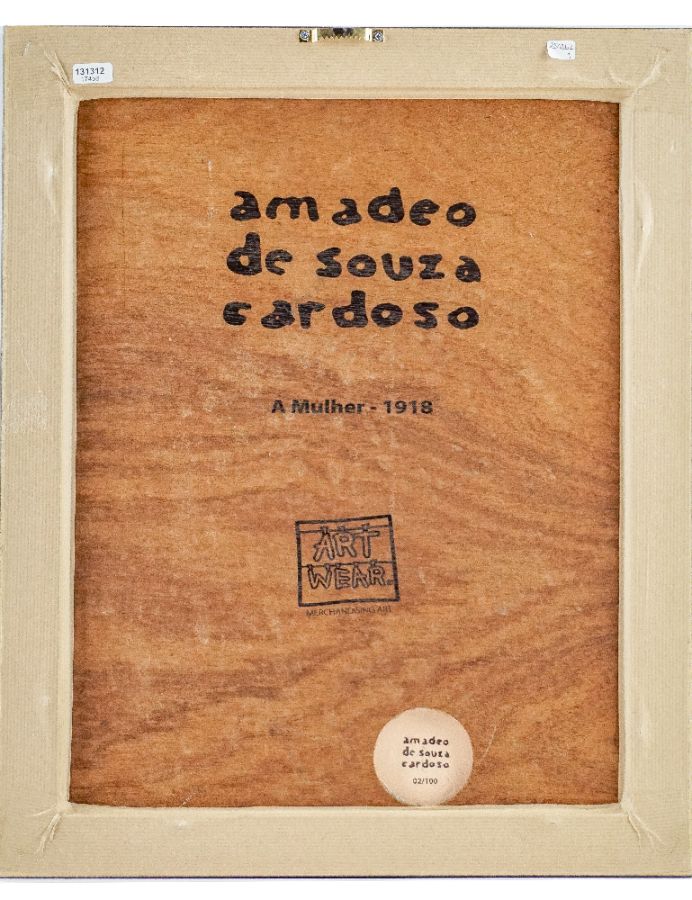 131312
amadeo
de souza
cardoso
A Mulher - 1918
ART
WEAR
MERCHANDISING ART
amadeo
de souza
cardoso
02/100